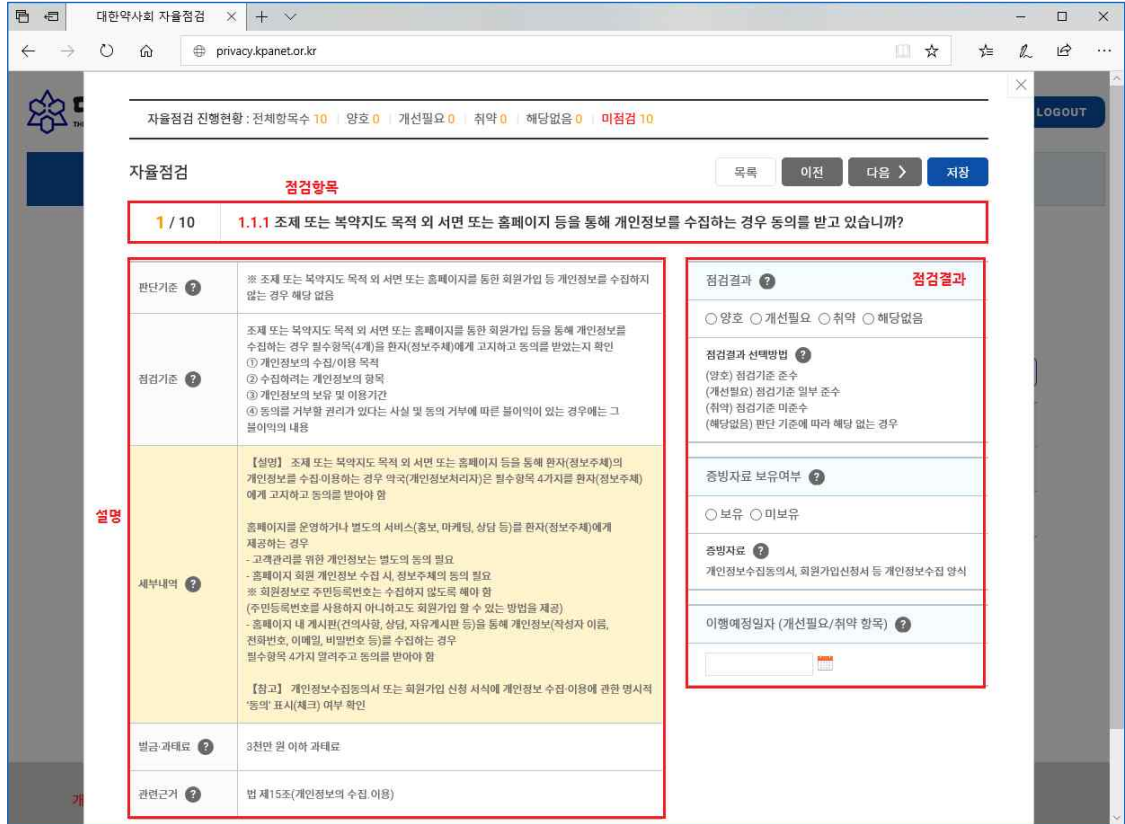 대한약사회 자율점검
privacy.kpanet.or.kr
LOGOUT
자율점검 진행현황 : 전체항목수 10 양호 0 개선필요 0 취약 0 해당없음 0 미점검 10
자율점검
목록
이전
다음
저장
점검항목
1 / 10
1.1.1 조제 또는 복약지도 목적 외 서면 또는 홈페이지 등을 통해 개인정보를 수집하는 경우 동의를 받고 있습니까?
설명
판단기준 ?
※ 조제 또는 복약지도 목적 외 서면 또는 홈페이지를 통한 회원가입 등 개인정보를 수집하지
않는 경우 해당 없음
점검기준 ?
조제 또는 복약지도 목적 외 서면 또는 홈페이지를 통한 회원가입 등을 통해 개인정보를
수집하는 경우 필수항목(4개)을 환자(정보주체)에게 고지하고 동의를 받았는지 확인
① 개인정보의 수집/이용 목적
② 수집하려는 개인정보의 항목
③ 개인정보의 보유 및 이용기간
④ 동의를 거부할 권리가 있다는 사실 및 동의 거부에 따른 불이익이 있는 경우에는 그
불이익의 내용
세부내역 ?
【설명】 조제 또는 복약지도 목적 외 서면 또는 홈페이지 등을 통해 환자(정보주체)의
개인정보를 수집·이용하는 경우 약국(개인정보처리자)은 필수항목 4가지를 환자(정보주체)
에게 고지하고 동의를 받아야 함
홈페이지를 운영하거나 별도의 서비스(홍보, 마케팅, 상담 등)를 환자(정보주체)에게
제공하는 경우
- 고객관리를 위한 개인정보는 별도의 동의 필요
- 홈페이지 회원 개인정보 수집 시, 정보주체의 동의 필요
※ 회원정보로 주민등록번호는 수집하지 않도록 해야 함
(주민등록번호를 사용하지 아니하고도 회원가입 할 수 있는 방법을 제공)
- 홈페이지 내 게시판(건의사항, 상담, 자유게시판 등)을 통해 개인정보(작성자 이름,
전화번호, 이메일, 비밀번호 등)를 수집하는 경우
필수항목 4가지 알려주고 동의를 받아야 함
【참고】 개인정보수집동의서 또는 회원가입 신청 서식에 개인정보 수집·이용에 관한 명시적
'동의' 표시(체크) 여부 확인
벌금·과태료 ?
3천만 원 이하 과태료
관련근거 ?
법 제15조(개인정보의 수집.이용)
점검결과 ?
점검결과
양호 개선필요 취약 해당없음
점검결과 선택방법 ?
(양호) 점검기준 준수
(개선필요) 점검기준 일부 준수
(취약) 점검기준 미준수
(해당없음) 판단 기준에 따라 해당 없는 경우
증빙자료 보유여부 ?
보유 미보유
증빙자료 ?
개인정보수집동의서, 회원가입신청서 등 개인정보수집 양식
이행예정일자 (개선필요/취약 항목) ?